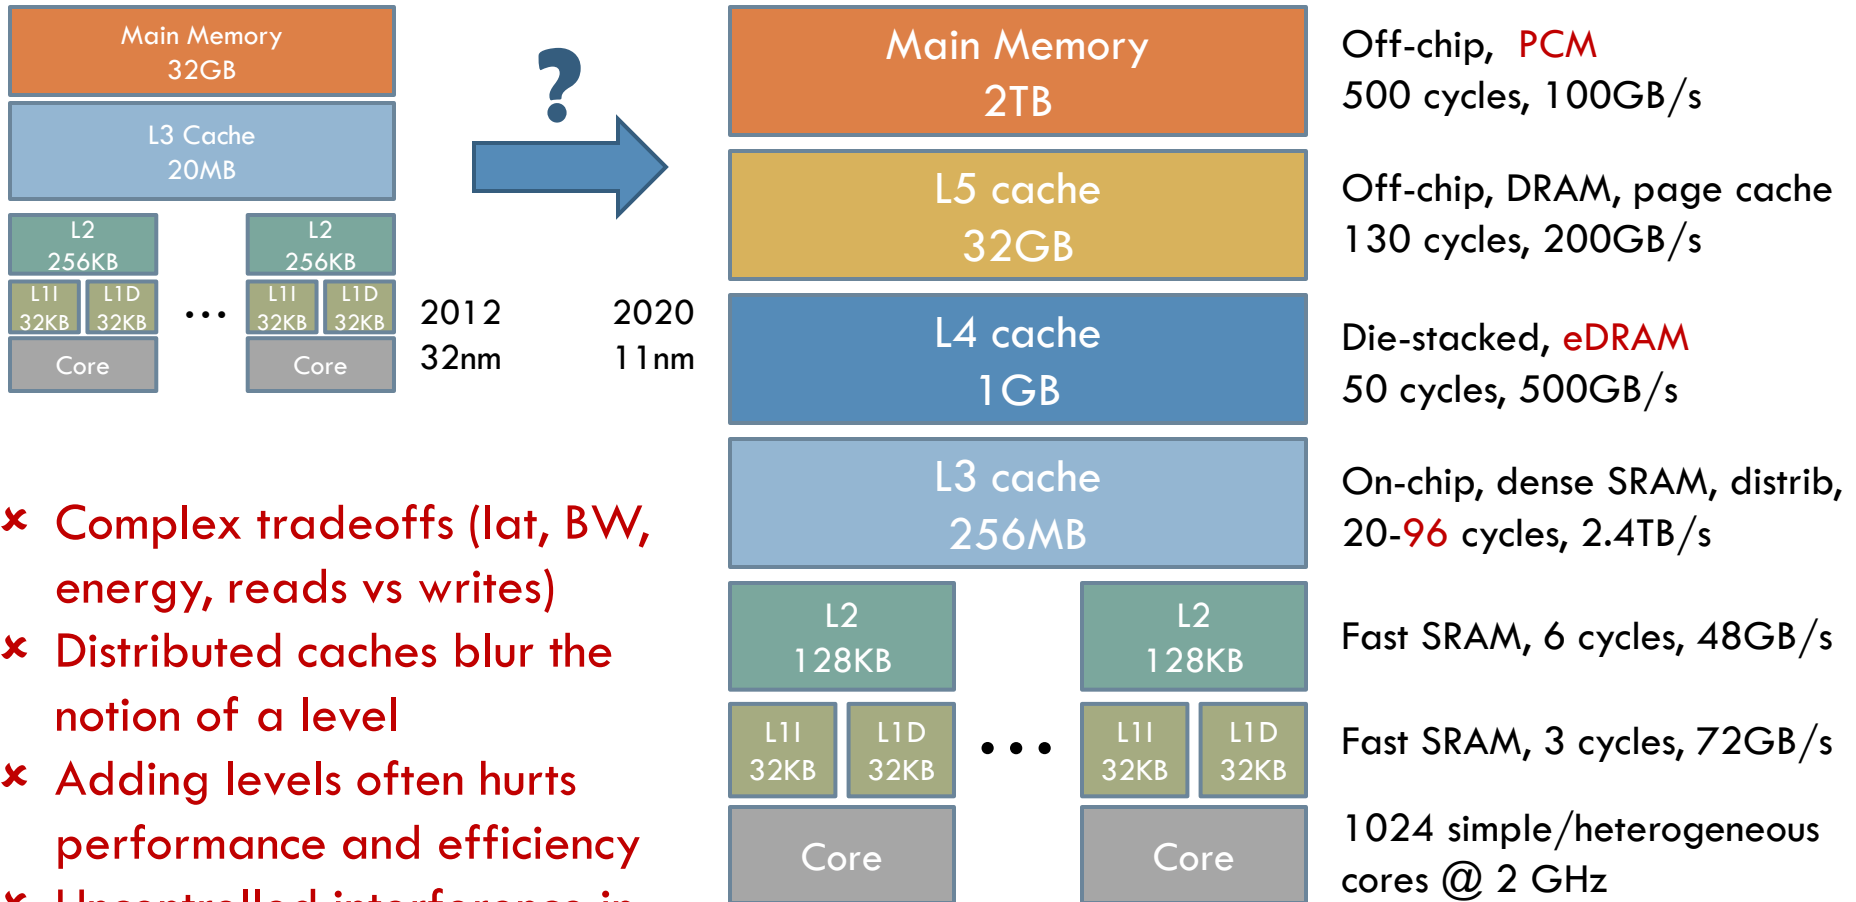 Main Memory
32GB
L3 Cache
20MB
L2
256KB
L2
256KB
L1I
32KB
L1D
32KB
...
L1I
32KB
L1D
32KB
Core
Core
?
2012
32nm
2020
11nm
× Complex tradeoffs (lat, BW,
energy, reads vs writes)
× Distributed caches blur the
notion of a level
× Adding levels often hurts
performance and efficiency
× Uncontrolled interference in
Main Memory
2TB
Off-chip, PCM
500 cycles, 100GB/s
L5 cache
32GB
Off-chip, DRAM, page cache
130 cycles, 200GB/s
L4 cache
1GB
Die-stacked, eDRAM
50 cycles, 500GB/s
L3 cache
256MB
On-chip, dense SRAM, distrib,
20-96 cycles, 2.4TB/s
L2
128KB
...
L2
128KB
Fast SRAM, 6 cycles, 48GB/s
L1I
32KB
L1D
32KB
L1I
32KB
L1D
32KB
Fast SRAM, 3 cycles, 72GB/s
Core
Core
1024 simple/heterogeneous
cores @ 2 GHz